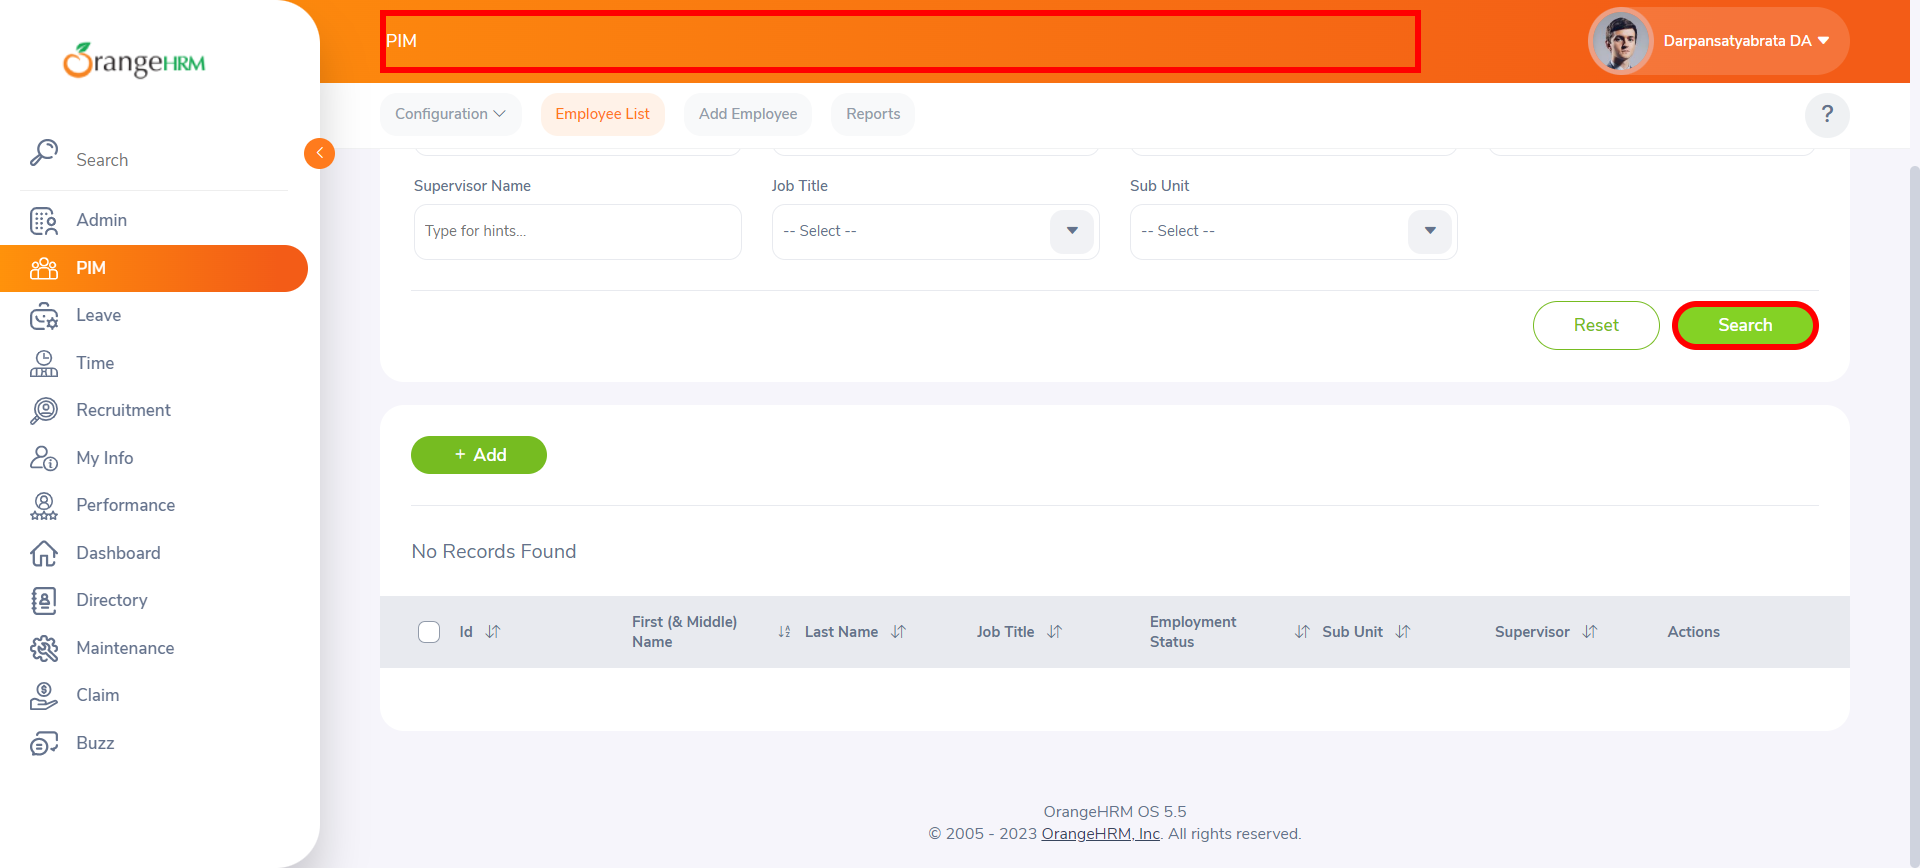 OrangeHRM
Search
Admin
PIM
Leave
Time
Recruitment
My Info
Performance
Dashboard
Directory
Maintenance
Claim
Buzz
PIM
Darpansatyabrata DA
Configuration
Employee List
Add Employee
Reports
?
Supervisor Name
Job Title
Sub Unit
Type for hints...
-- Select --
-- Select --
Reset
Search
+ Add
No Records Found
Id
First (& Middle)
Name
Last Name
Job Title
Employment
Status
Sub Unit
Supervisor
Actions
OrangeHRM OS 5.5
© 2005 - 2023 OrangeHRM, Inc. All rights reserved.